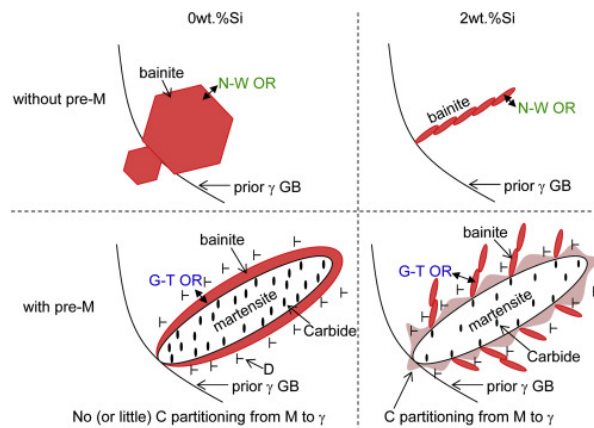 0wt.%Si
2wt.%Si
without pre-M
bainite
N-W OR
prior γ GB
bainite
N-W OR
prior γ GB
with pre-M
bainite
G-T OR
martensite
Carbide
D
prior γ GB
No (or little) C partitioning from M to γ
bainite
G-T OR
martensite
Carbide
prior γ GB
C partitioning from M to γ